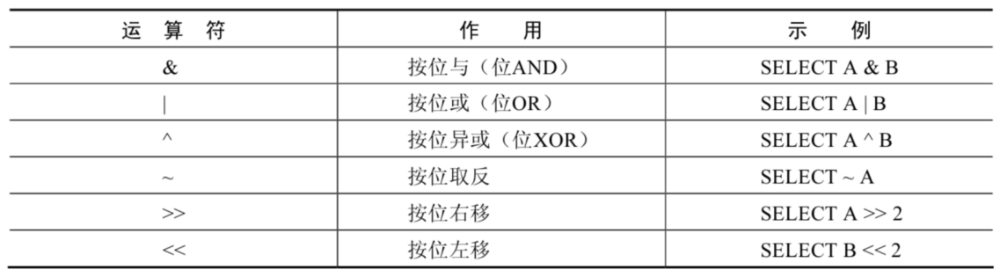 运 算 符 作 用 示 例
& 按位与（位AND） SELECT A & B
| 按位或（位OR） SELECT A | B
^ 按位异或（位XOR） SELECT A ^ B
~ 按位取反 SELECT ~ A
>> 按位右移 SELECT A >> 2
<< 按位左移 SELECT B << 2